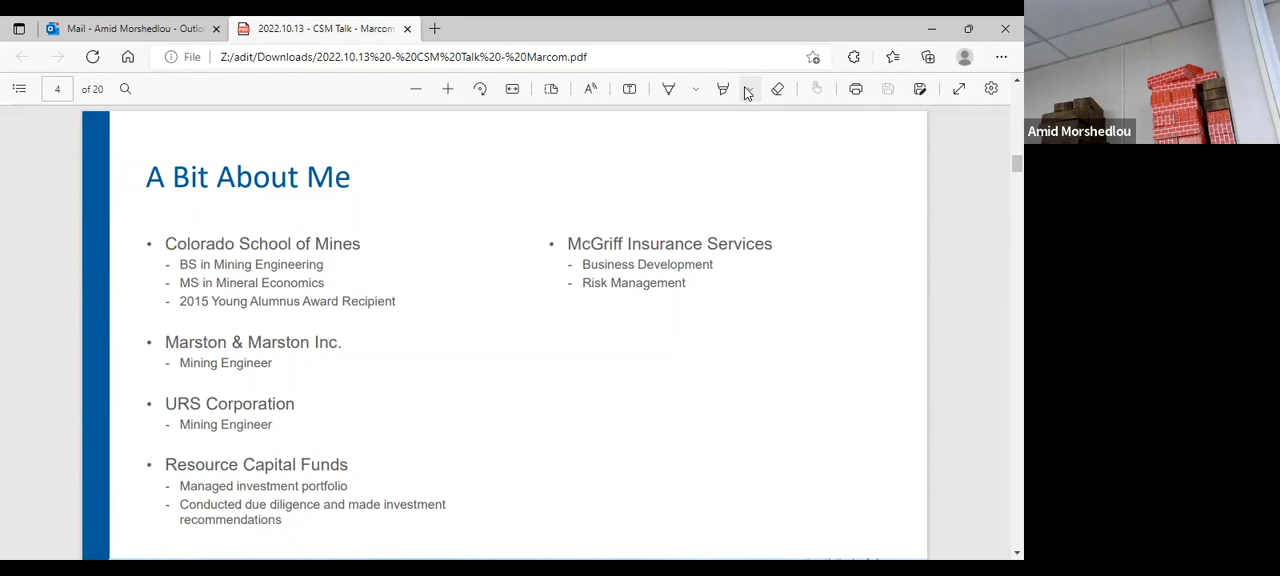 Mail - Amid Morshedlou - Outlo
2022.10.13 - CSM Talk - Marcom
File
Z:/adit/Downloads/2022.10.13%20-%20CSM%20Talk%20-%20Marcom.pdf
4
of 20
A Bit About Me
• Colorado School of Mines
- BS in Mining Engineering
- MS in Mineral Economics
- 2015 Young Alumnus Award Recipient
• Marston & Marston Inc.
- Mining Engineer
• URS Corporation
- Mining Engineer
• Resource Capital Funds
- Managed investment portfolio
- Conducted due diligence and made investment
recommendations
• McGriff Insurance Services
- Business Development
- Risk Management
Amid Morshedlou